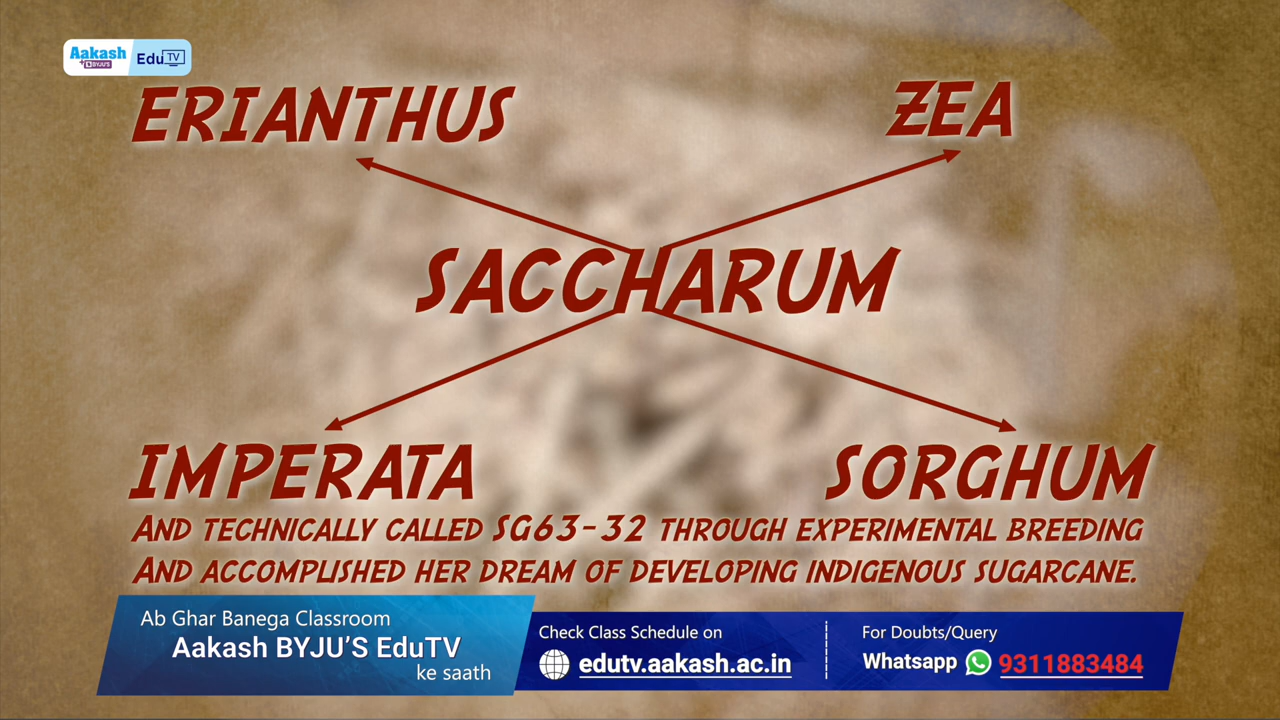 Aakash
BYJU'S
EduTV
ERIANTHUS
ZEA
SACCHARUM
IMPERATA
SORGHUM
AND TECHNICALLY CALLED SG63-32 THROUGH EXPERIMENTAL BREEDING
AND ACCOMPLISHED HER DREAM OF DEVELOPING INDIGENOUS SUGARCANE.
Ab Ghar Banega Classroom
Aakash BYJU'S EduTV
ke saath
Check Class Schedule on
edutv.aakash.ac.in
For Doubts/Query
Whatsapp 9311883484